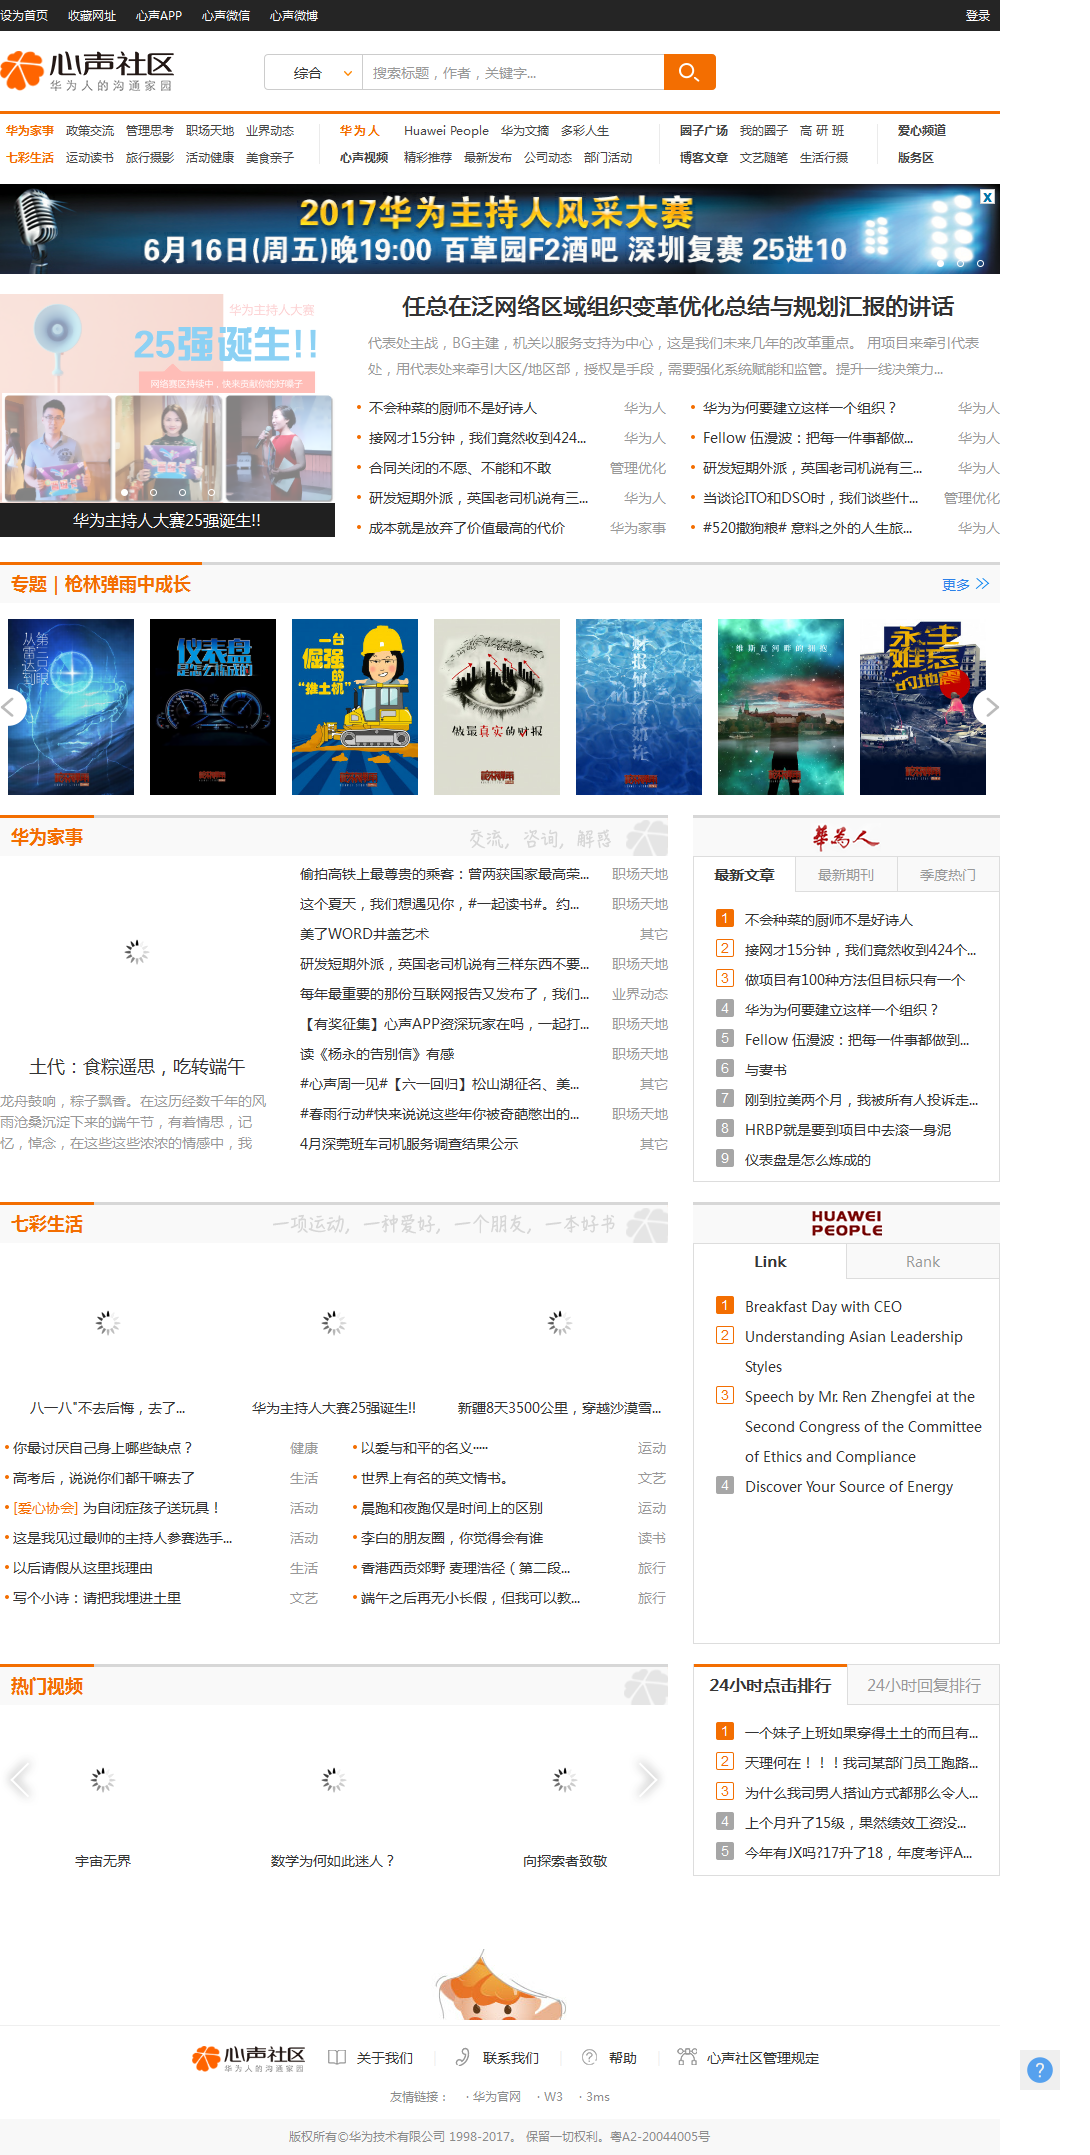 设为首页 收藏网址 心声APP 心声微信 心声微博 登录
心声社区
华为人的沟通家园
综合 搜索标题，作者，关键字...
华为家事 政策交流 管理思考 职场天地 业界动态 华为人 Huawei People 华为文摘 多彩人生 圈子广场 我的圈子 高研班 爱心频道
七彩生活 运动读书 旅行摄影 活动健康 美食亲子 心声视频 精彩推荐 最新发布 公司动态 部门活动 博客文章 文艺随笔 生活行摄 版务区
2017华为主持人风采大赛 X
6月16日(周五)晚19:00 百草园F2酒吧 深圳复赛 25进10
华为主持人大赛
25强诞生!!
网络赛区持续中，快来贡献你的好嗓子
华为主持人大赛25强诞生!!
任总在泛网络区域组织变革优化总结与规划汇报的讲话
代表处主战，BG主建，机关以服务支持为中心，这是我们未来几年的改革重点。 用项目来牵引代表
处，用代表处来牵引大区/地区部，授权是手段，需要强化系统赋能和监管。提升一线决策力...
• 不会种菜的厨师不是好诗人 华为人 • 华为为何要建立这样一个组织？ 华为人
• 接网才15分钟，我们竟然收到424... 华为人 • Fellow 伍漫波：把每一件事都做... 华为人
• 合同关闭的不愿、不能和不敢 管理优化 • 研发短期外派，英国老司机说有三... 华为人
• 研发短期外派，英国老司机说有三... 华为人 • 当谈论ITO和DSO时，我们谈些什... 管理优化
• 成本就是放弃了价值最高的代价 华为家事 • #520撒狗粮# 意料之外的人生旅... 华为人
专题 | 枪林弹雨中成长 更多
从雷达到
第三只眼
仪表盘
是怎么炼成的
一台
倔强的
“推土机”
做最真实的财报
维斯瓦河畔的拥抱
永生难忘的地震
华为家事 交流，咨询，解惑
土代：食粽遥思，吃转端午
龙舟鼓响，粽子飘香。在这历经数千年的风
雨沧桑沉淀下来的端午节，有着情思，记
忆，悼念，在这些这些浓浓的情感中，我
偷拍高铁上最尊贵的乘客：曾两获国家最高荣... 职场天地
这个夏天，我们想遇见你，#一起读书#。约... 职场天地
美了WORD井盖艺术 其它
研发短期外派，英国老司机说有三样东西不要... 职场天地
每年最重要的那份互联网报告又发布了，我们... 业界动态
【有奖征集】心声APP资深玩家在吗，一起打... 职场天地
读《杨永的告别信》有感 职场天地
#心声周一见#【六一回归】松山湖征名、美... 其它
#春雨行动#快来说说这些年你被奇葩憋出的... 职场天地
4月深莞班车司机服务调查结果公示 其它
華為人
最新文章 最新期刊 季度热门
1 不会种菜的厨师不是好诗人
2 接网才15分钟，我们竟然收到424个...
3 做项目有100种方法但目标只有一个
4 华为为何要建立这样一个组织？
5 Fellow 伍漫波：把每一件事都做到...
6 与妻书
7 刚到拉美两个月，我被所有人投诉走...
8 HRBP就是要到项目中去滚一身泥
9 仪表盘是怎么炼成的
七彩生活 一项运动，一种爱好，一个朋友，一本好书
八一八"不去后悔，去了... 华为主持人大赛25强诞生!! 新疆8天3500公里，穿越沙漠雪...
• 你最讨厌自己身上哪些缺点？ 健康 • 以爱与和平的名义····· 运动
• 高考后，说说你们都干嘛去了 生活 • 世界上有名的英文情书。 文艺
• [爱心协会] 为自闭症孩子送玩具！ 活动 • 晨跑和夜跑仅是时间上的区别 运动
• 这是我见过最帅的主持人参赛选手... 活动 • 李白的朋友圈，你觉得会有谁 读书
• 以后请假从这里找理由 生活 • 香港西贡郊野 麦理浩径（第二段... 旅行
• 写个小诗：请把我埋进土里 文艺 • 端午之后再无小长假，但我可以教... 旅行
HUAWEI
PEOPLE
Link Rank
1 Breakfast Day with CEO
2 Understanding Asian Leadership
Styles
3 Speech by Mr. Ren Zhengfei at the
Second Congress of the Committee
of Ethics and Compliance
4 Discover Your Source of Energy
热门视频
宇宙无界 数学为何如此迷人？ 向探索者致敬
24小时点击排行 24小时回复排行
1 一个妹子上班如果穿得土土的而且有...
2 天理何在！！！我司某部门员工跑路...
3 为什么我司男人搭讪方式都那么令人...
4 上个月升了15级，果然绩效工资没...
5 今年有JX吗?17升了18，年度考评A...
心声社区
华为人的沟通家园
关于我们 联系我们 帮助 心声社区管理规定
友情链接： · 华为官网 · W3 · 3ms
版权所有©华为技术有限公司 1998-2017。 保留一切权利。粤A2-20044005号
?